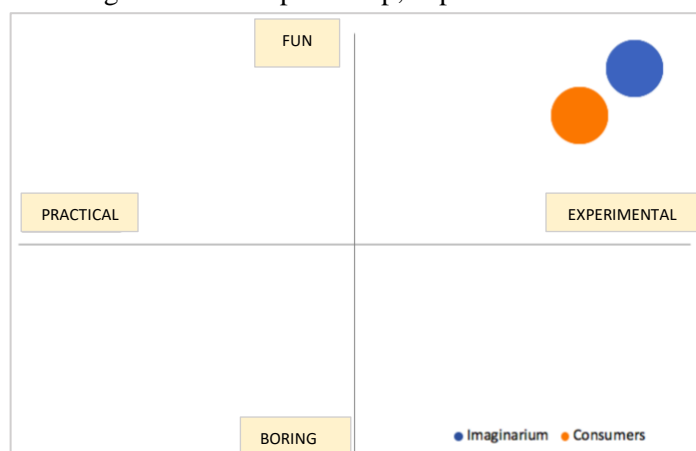 FUN
PRACTICAL
EXPERIMENTAL
BORING
Imaginarium Consumers